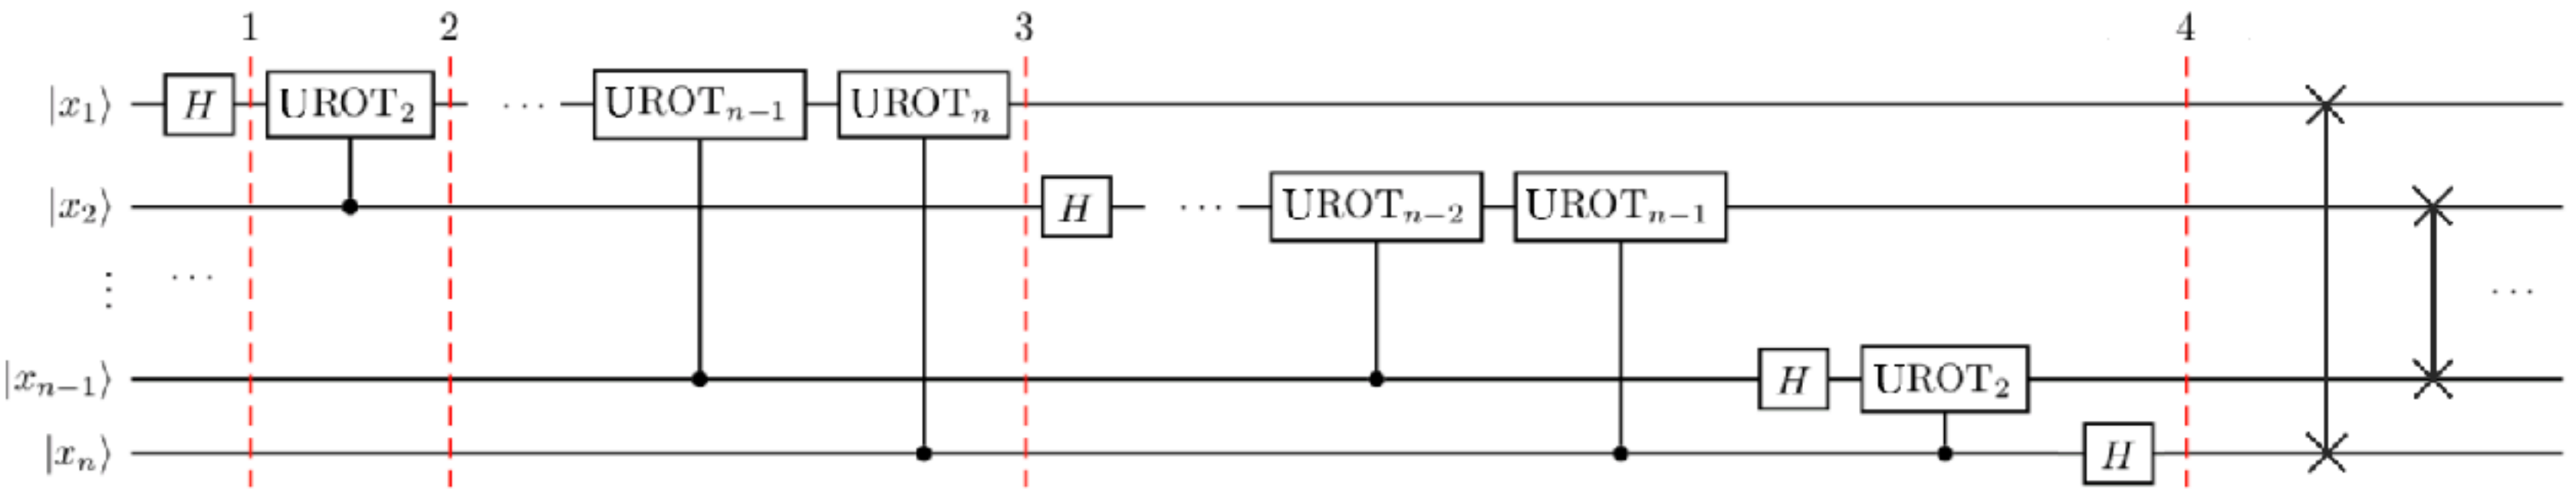 1 2 3 4
|x₁⟩ H UROT₂ ··· UROTₙ₋₁ UROTₙ
|x₂⟩ H ··· UROTₙ₋₂ UROTₙ₋₁
⋮ ··· ···
|xₙ₋₁⟩ H UROT₂
|xₙ⟩ H